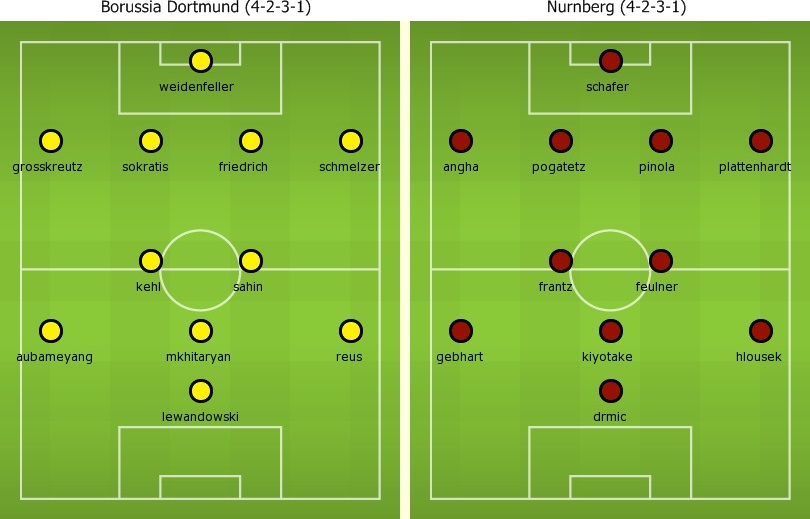 Borussia Dortmund (4-2-3-1)
weidenfeller
grosskreutz sokratis friedrich schmelzer
kehl sahin
aubameyang mkhitaryan reus
lewandowski
Nurnberg (4-2-3-1)
schafer
angha pogatetz pinola plattenhardt
frantz feulner
gebhart kiyotake hlousek
drmic